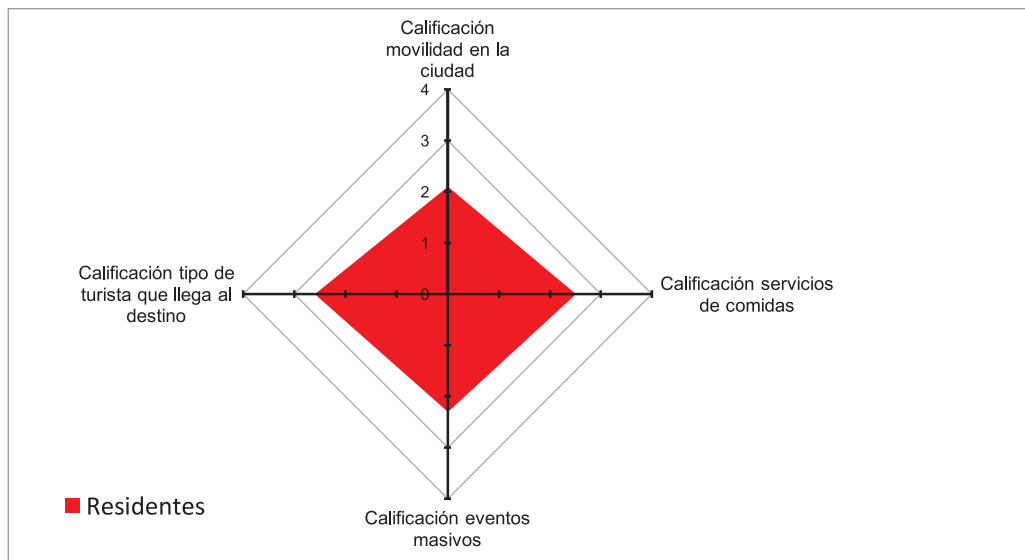 Calificación
movilidad en la
ciudad
4
3
2
1
0
Calificación tipo de
turista que llega al
destino
Calificación servicios
de comidas
Residentes
Calificación eventos
masivos